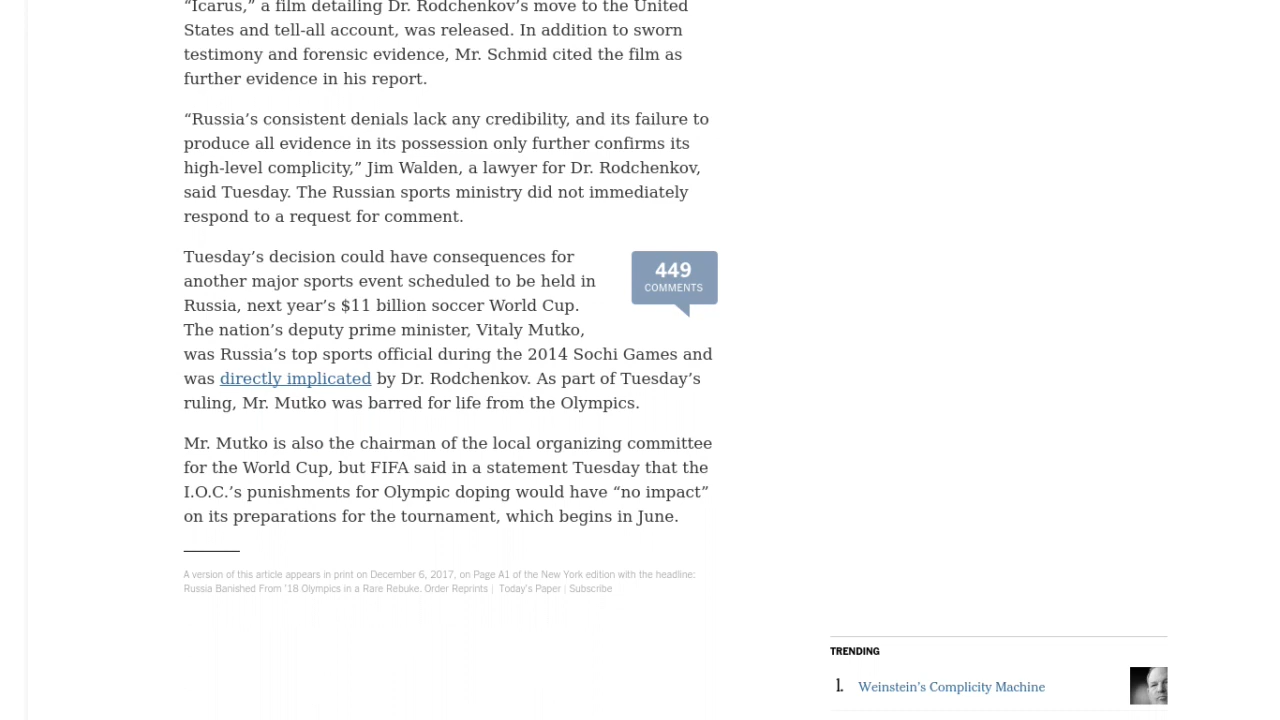 “Icarus,” a film detailing Dr. Rodchenkov’s move to the United
States and tell-all account, was released. In addition to sworn
testimony and forensic evidence, Mr. Schmid cited the film as
further evidence in his report.
“Russia’s consistent denials lack any credibility, and its failure to
produce all evidence in its possession only further confirms its
high-level complicity,” Jim Walden, a lawyer for Dr. Rodchenkov,
said Tuesday. The Russian sports ministry did not immediately
respond to a request for comment.
Tuesday’s decision could have consequences for
another major sports event scheduled to be held in
Russia, next year’s $11 billion soccer World Cup.
The nation’s deputy prime minister, Vitaly Mutko,
was Russia’s top sports official during the 2014 Sochi Games and
was directly implicated by Dr. Rodchenkov. As part of Tuesday’s
ruling, Mr. Mutko was barred for life from the Olympics.
449
COMMENTS
Mr. Mutko is also the chairman of the local organizing committee
for the World Cup, but FIFA said in a statement Tuesday that the
I.O.C.’s punishments for Olympic doping would have “no impact”
on its preparations for the tournament, which begins in June.
A version of this article appears in print on December 6, 2017, on Page A1 of the New York edition with the headline:
Russia Banished From ’18 Olympics in a Rare Rebuke. Order Reprints | Today’s Paper | Subscribe
TRENDING
1. Weinstein’s Complicity Machine